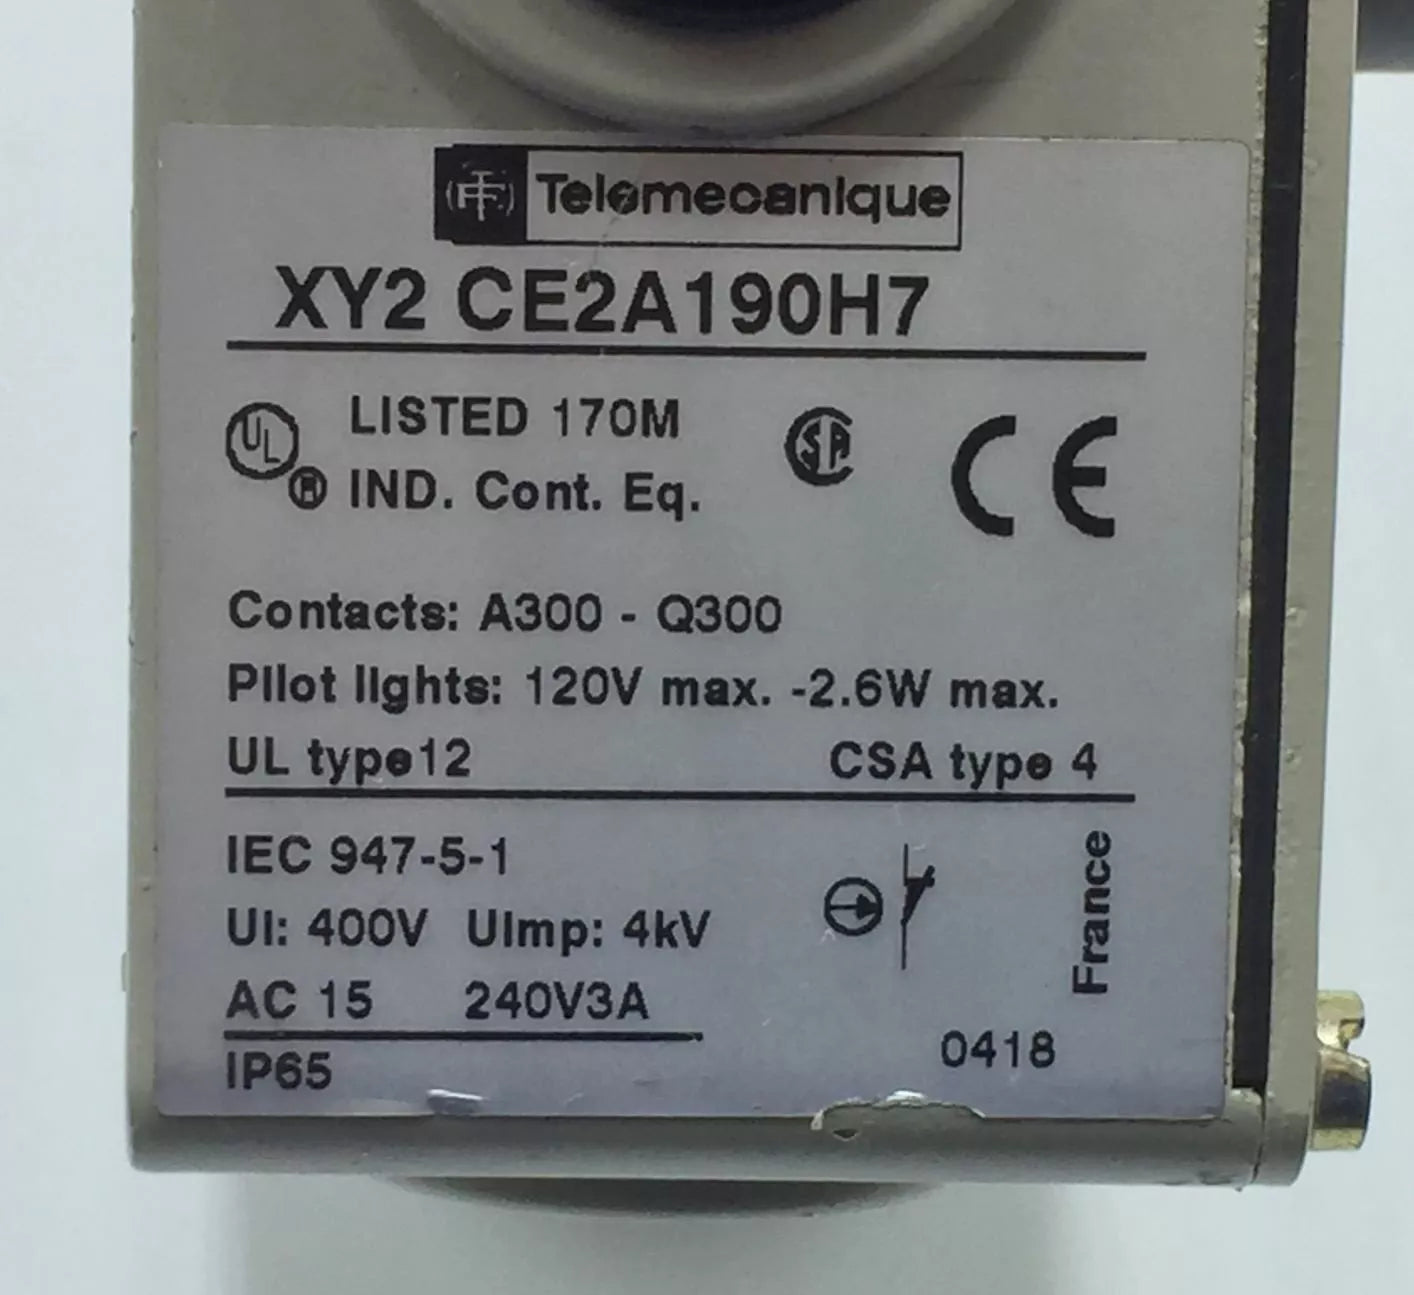 Telemecanique
XY2 CE2A190H7
UL
LISTED 170M
®
IND. Cont. Eq.
SA
CE
Contacts: A300 - Q300
Pilot lights: 120V max. -2.6W max.
UL type12 CSA type 4
IEC 947-5-1
UI: 400V UImp: 4kV
AC 15 240V3A
IP65
France
0418